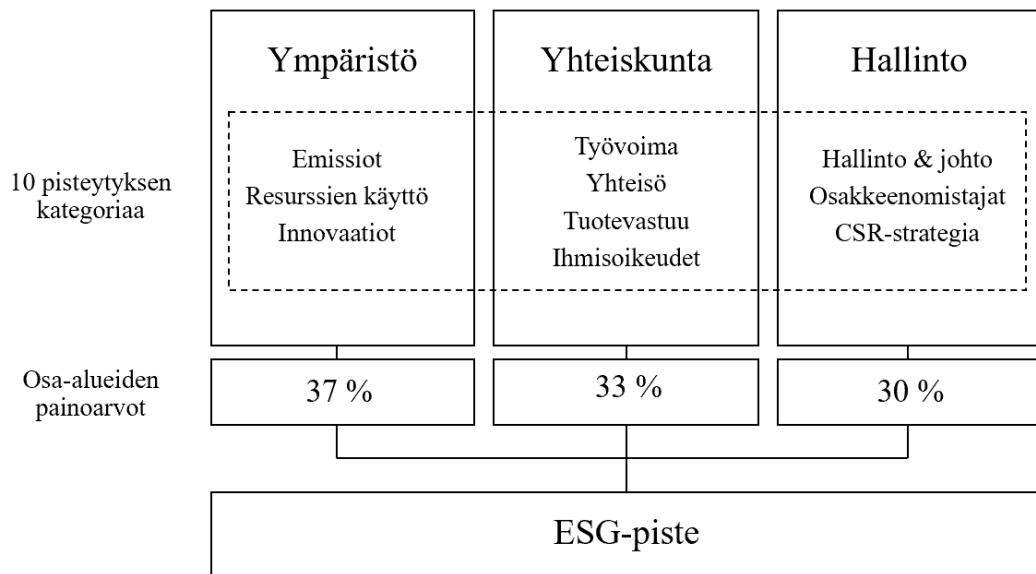 Ympäristö
Yhteiskunta
Hallinto
10 pisteytyksen
kategoriaa
Emissiot
Resurssien käyttö
Innovaatiot
Työvoima
Yhteisö
Tuotevastuu
Ihmisoikeudet
Hallinto & johto
Osakkeenomistajat
CSR-strategia
Osa-alueiden
painoarvot
37 %
33 %
30 %
ESG-piste